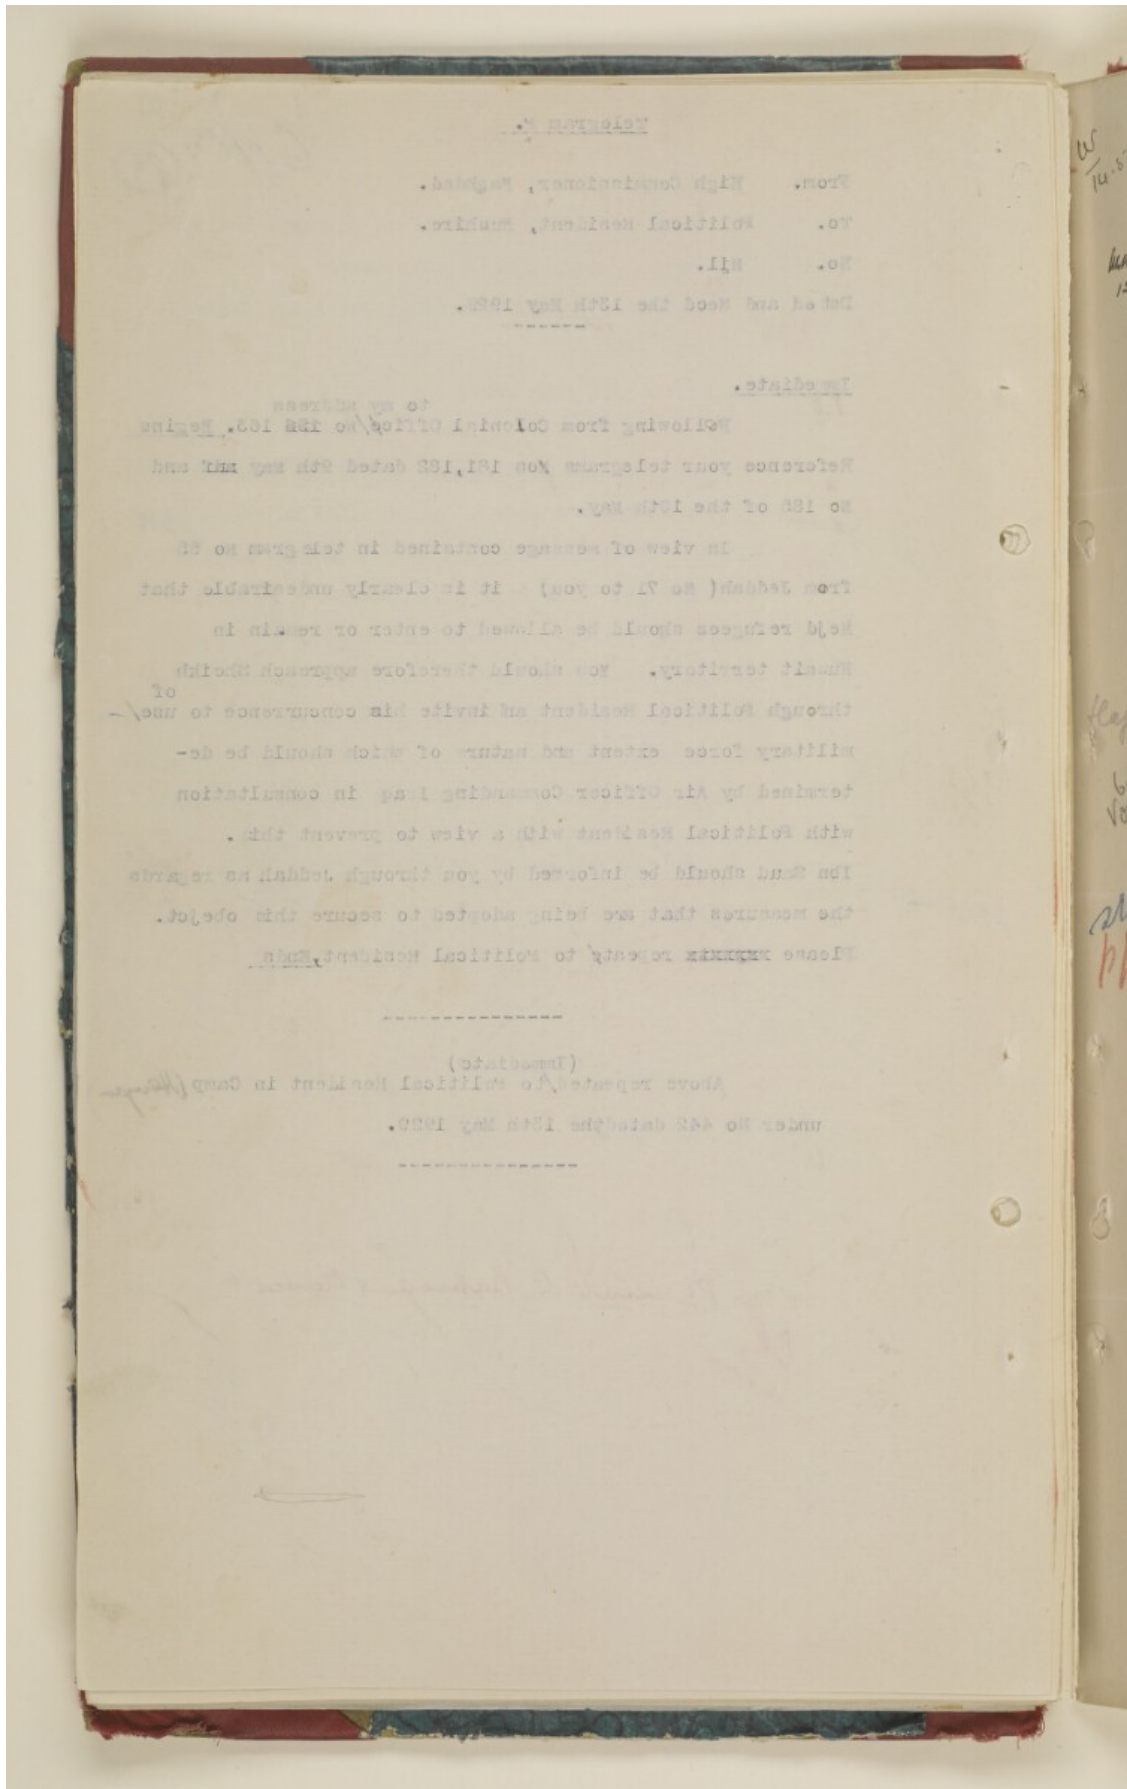 Telegram P.
From. High Commissioner, Baghdad.
To. Political Resident, Bushire.
No. Nil.
Dated and Recd the 13th May 1929.
Immediate.
to my address
Following from Colonial Office/No 163. Begins
Reference your telegrams Nos 181,182 dated 9th May and
No 185 of the 10th May.
In view of message contained in telegram No
from Jeddah( No 71 to you) it is clearly undesirable that
Nejd refugees should be allowed to enter or remain in
Kuwait territory. You should therefore approach Sheikh
of
through Political Resident an invite his concurrence to use/
military force extent and nature of which should be de-
termined by Air Officer Commanding Iraq in consultation
with Political Resident with a view to prevent this.
Ibn Saud should be informed by you through Jeddah as regards
the measures that are being adopted to secure this obejct.
Please repeat to Political Resident, Ends
(Immediate)
Above repeated/to Political Resident in Camp
under No 442 dated the 13th May 1929.